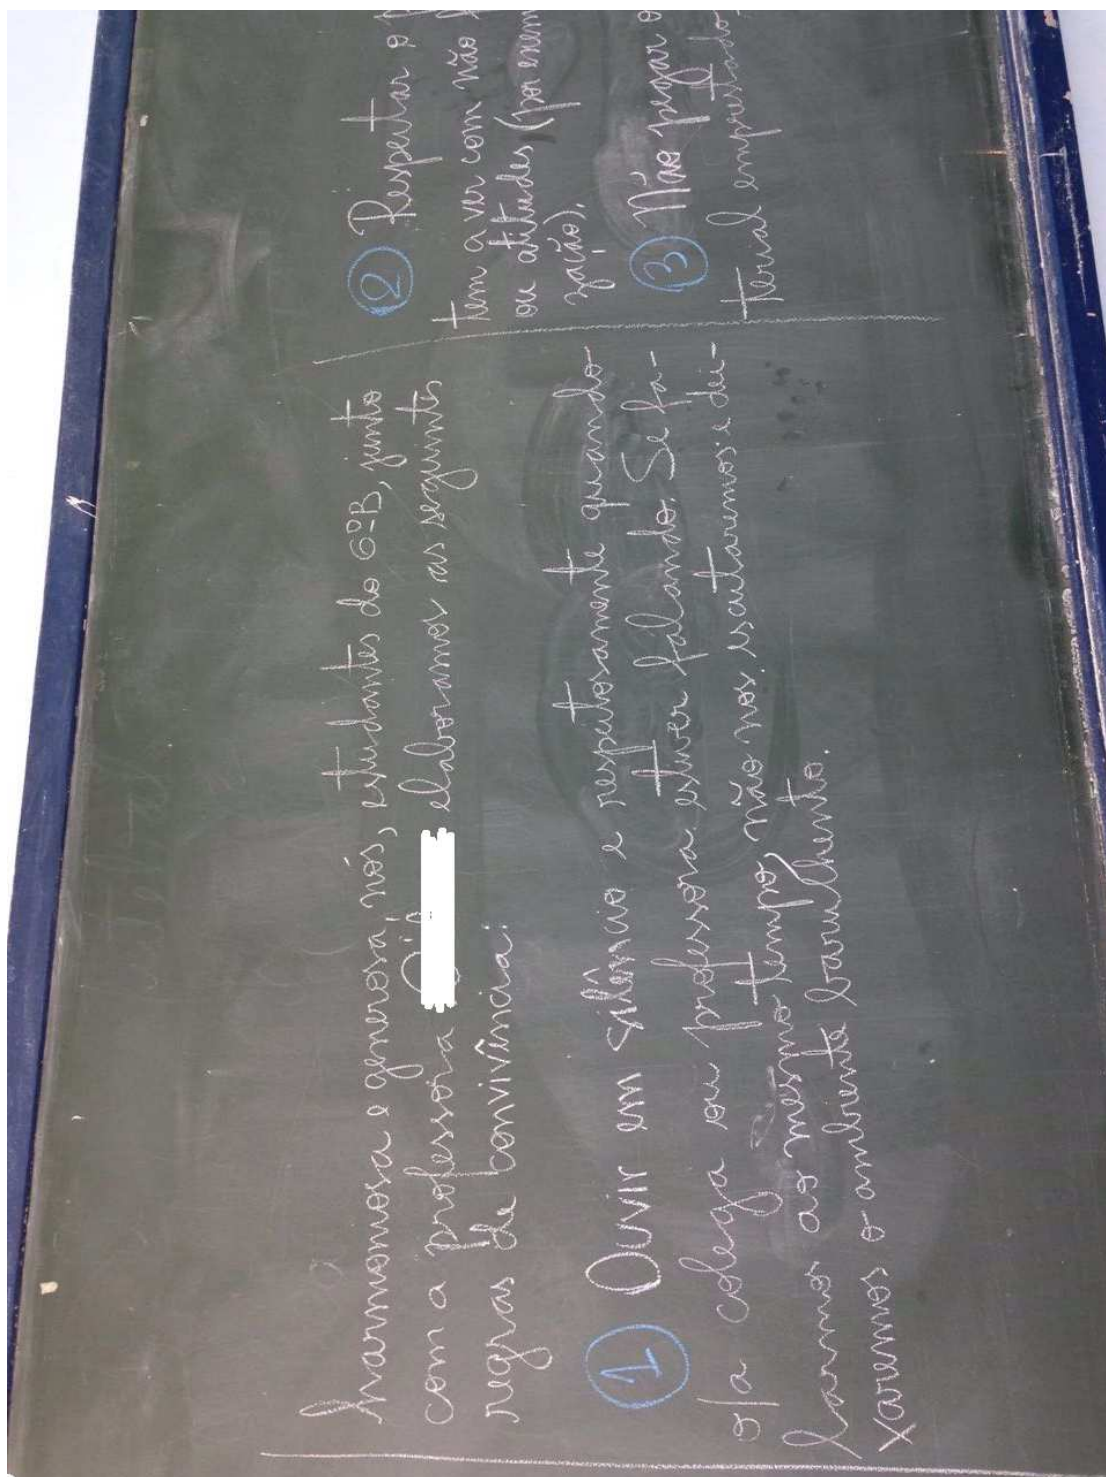 harmoniosa e generosa, nós, estudantes do 6ºB, junto
com a professora elaboramos as seguintes
regras de convivência:
1 Ouvir em silêncio e respeitosamente quando
o/a colega ou professora estiver falando. Se fa-
larmos ao mesmo tempo, não nos escutaremos e dei-
xaremos o ambiente barulhento.
2 Respeitar o
tem a ver com não
ou atitudes (por exem
zação).
3 Não pegar o
terial emprestado